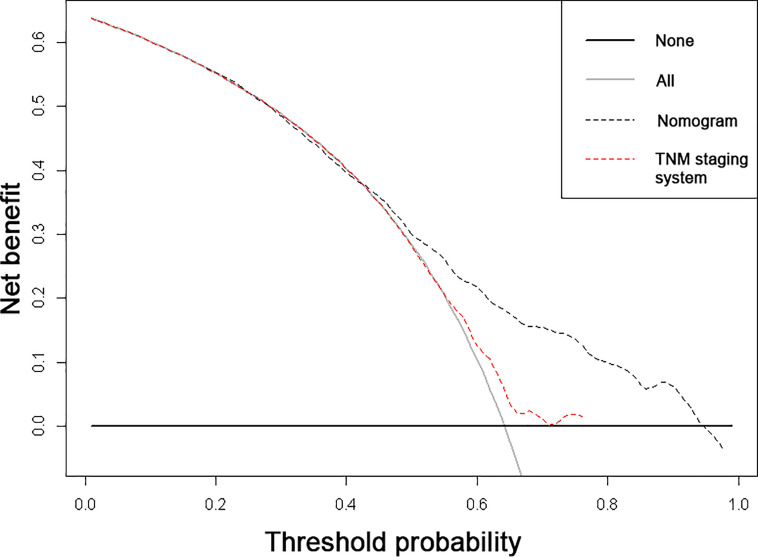 None
All
Nomogram
TNM staging
system
Net benefit
0.6
0.5
0.4
0.3
0.2
0.1
0.0
0.0 0.2 0.4 0.6 0.8 1.0
Threshold probability